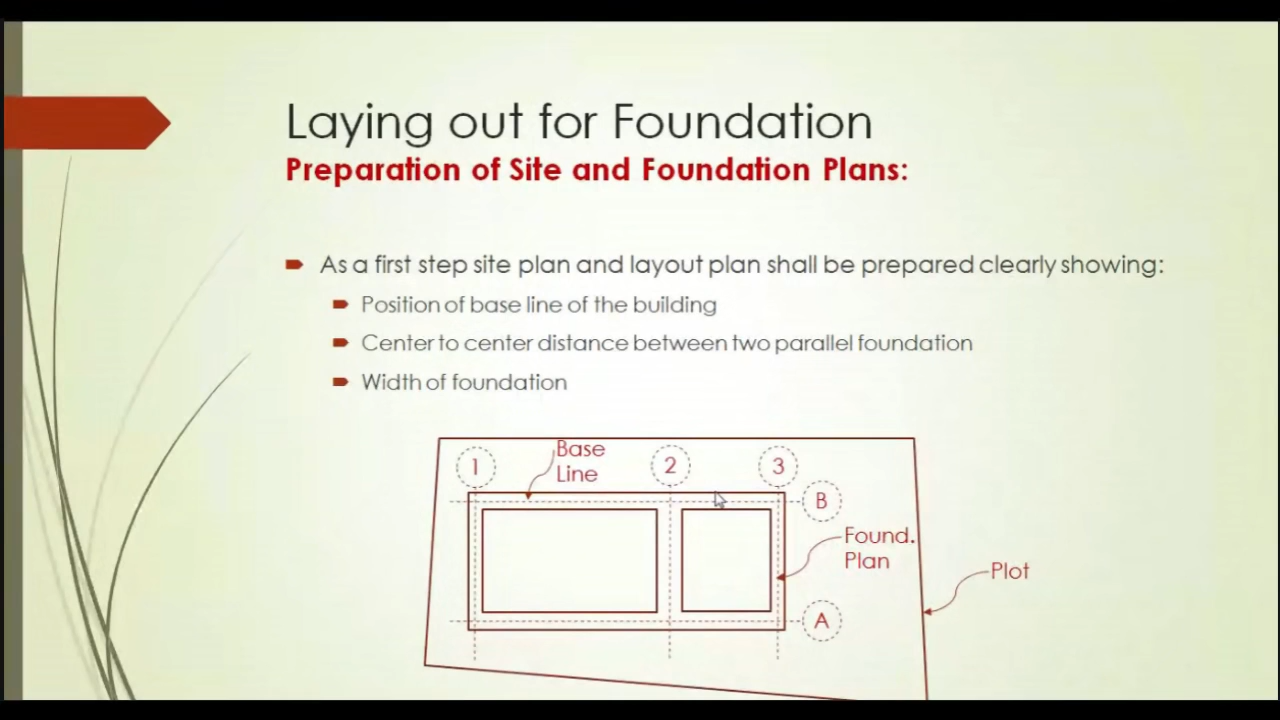 Laying out for Foundation
Preparation of Site and Foundation Plans:
As a first step site plan and layout plan shall be prepared clearly showing:
Position of base line of the building
Center to center distance between two parallel foundation
Width of foundation
Base
Line
1
2
3
B
Found.
Plan
Plot
A